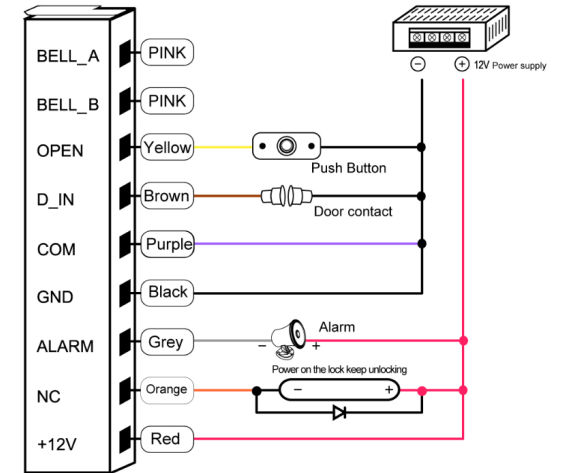 12V Power supply
BELL_A PINK
BELL_B PINK
OPEN Yellow
Push Button
D_IN Brown
Door contact
COM Purple
GND Black
Alarm
ALARM Grey
− +
Power on the lock keep unlocking
NC Orange
− +
+12V Red